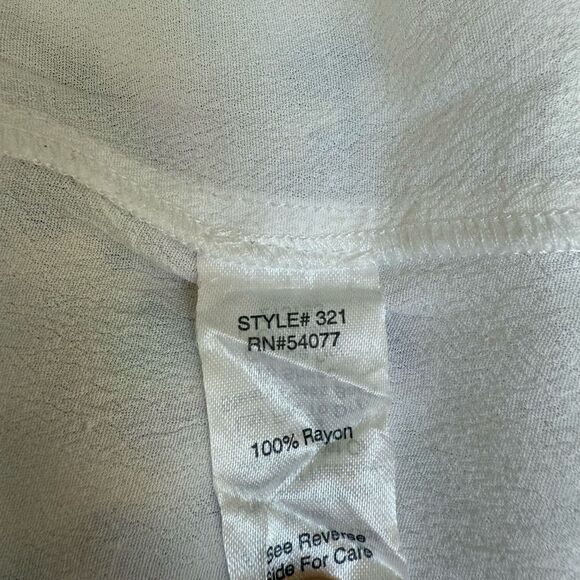 STYLE# 321
RN#54077
100% Rayon
See Reverse
Side For Care